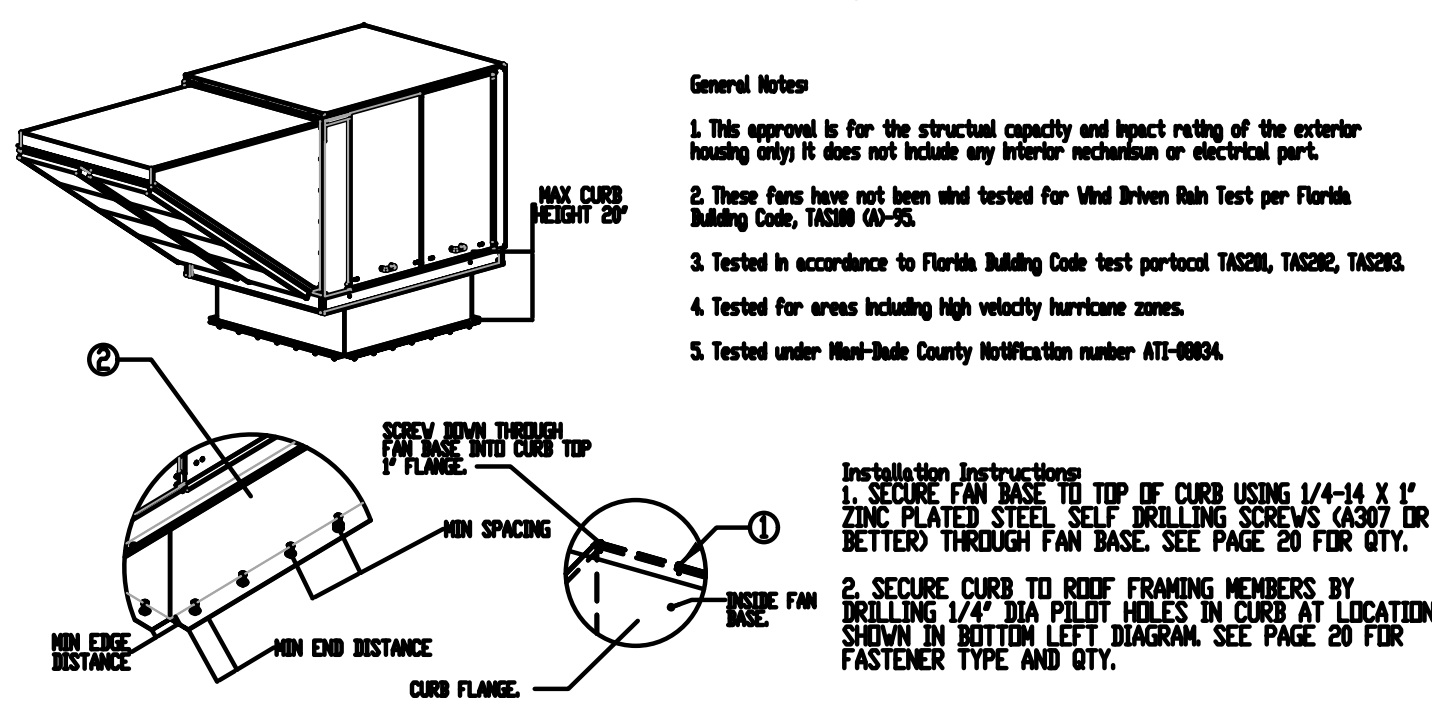 General Notes:
1. This approval is for the structual capacity and impact rating of the exterior
housing only; it does not include any interior mechanisum or electrical part.
2. These fans have not been wind tested for Wind Driven Rain Test per Florida
Building Code, TAS100 (A)-95.
3. Tested in accordance to Florida Building Code test portocol TAS201, TAS202, TAS203.
4. Tested for areas including high velocity hurricane zones.
5. Tested under Miami-Dade County Notification number ATI-08034.
MAX CURB
HEIGHT 20"
2
SCREW DOWN THROUGH
FAN BASE INTO CURB TOP
1" FLANGE.
MIN SPACING
1
INSIDE FAN
BASE.
MIN EDGE
DISTANCE
MIN END DISTANCE
CURB FLANGE.
Installation Instructions:
1. SECURE FAN BASE TO TOP OF CURB USING 1/4-14 X 1"
ZINC PLATED STEEL SELF DRILLING SCREWS (A307 OR
BETTER) THROUGH FAN BASE. SEE PAGE 20 FOR QTY.
2. SECURE CURB TO ROOF FRAMING MEMBERS BY
DRILLING 1/4" DIA PILOT HOLES IN CURB AT LOCATION
SHOWN IN BOTTOM LEFT DIAGRAM. SEE PAGE 20 FOR
FASTENER TYPE AND QTY.